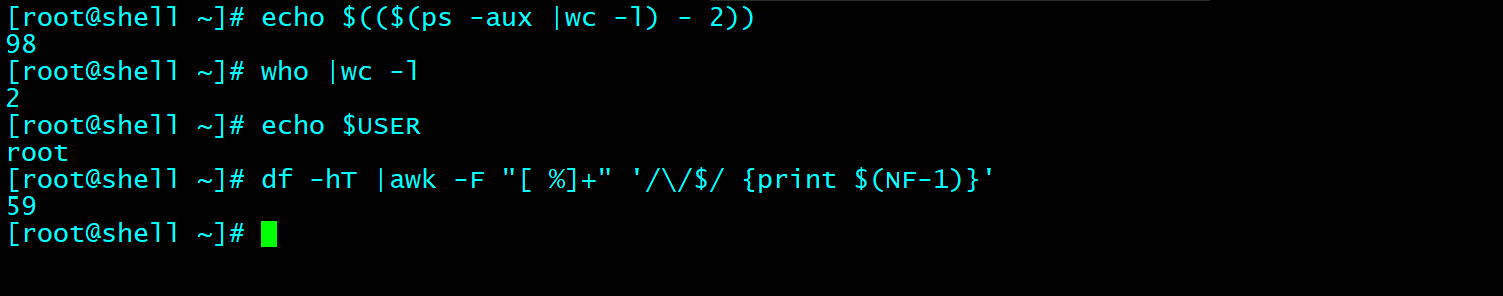 [root@shell ~]# echo $(($(ps -aux |wc -l) - 2))
98
[root@shell ~]# who |wc -l
2
[root@shell ~]# echo $USER
root
[root@shell ~]# df -hT |awk -F "[ %]+" '/\/$/ {print $(NF-1)}'
59
[root@shell ~]#